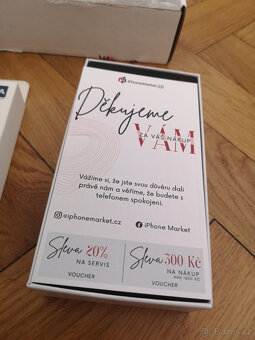 iPhoneMarket.cz
Děkujeme
ZA VÁŠ NÁKUP
VÁM
Vážíme si, že jste svou důvěru dali
právě nám a věříme, že budete s
telefonem spokojeni.
@iphonemarket.cz
iPhone Market
Sleva 20%
NA SERVIS
VOUCHER
Sleva 500 Kč
NA NÁKUP
VOUCHER